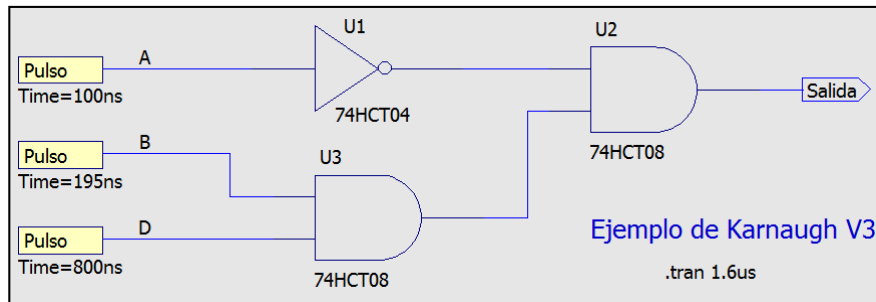 Pulso
Time=100ns
A
U1
74HCT04
U2
74HCT08
Salida
Pulso
Time=195ns
B
U3
74HCT08
Pulso
Time=800ns
D
Ejemplo de Karnaugh V3
.tran 1.6us